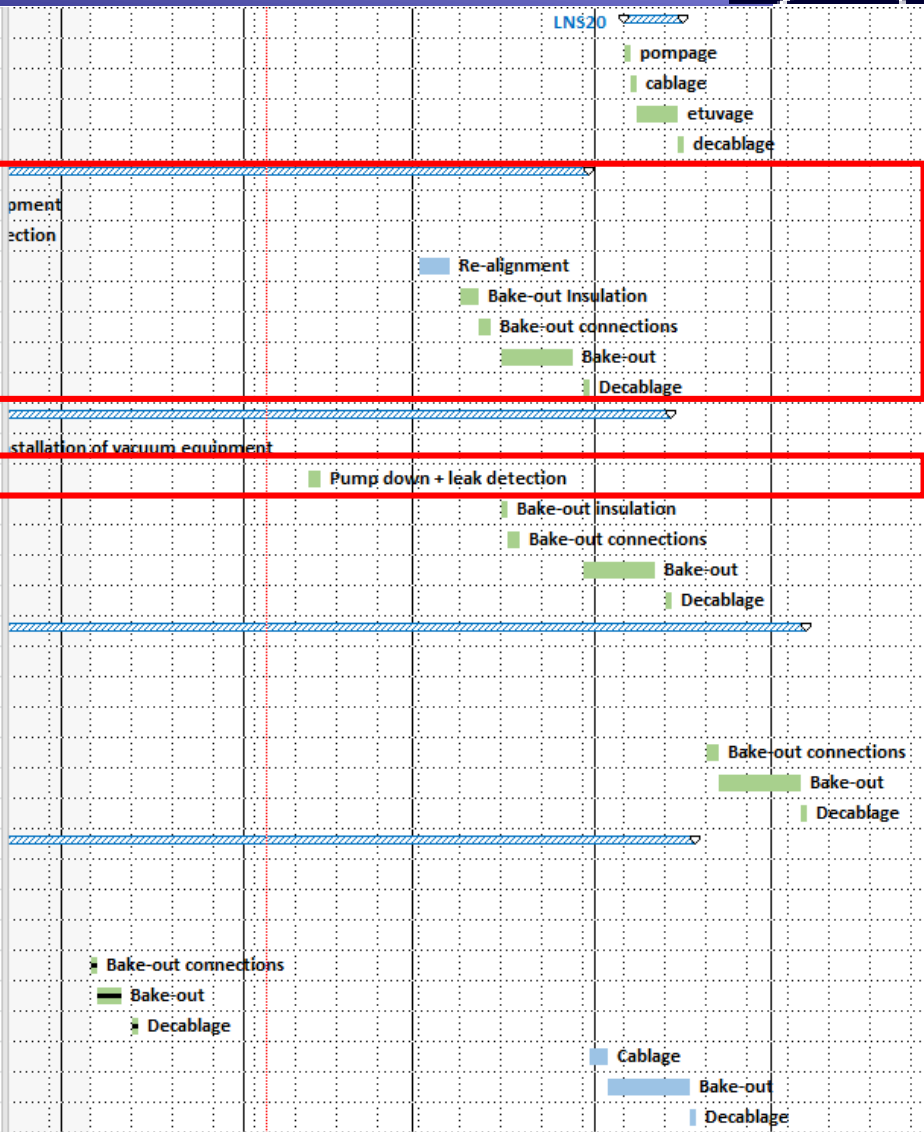 LNS20
pompage
cablage
etuvage
decablage
pment
ection
Re-alignment
Bake-out Insulation
Bake-out connections
Bake-out
Decablage
stallation of vacuum equipment
Pump down + leak detection
Bake-out insulation
Bake-out connections
Bake-out
Decablage
Bake-out connections
Bake-out
Decablage
Bake-out connections
Bake-out
Decablage
Cablage
Bake-out
Decablage